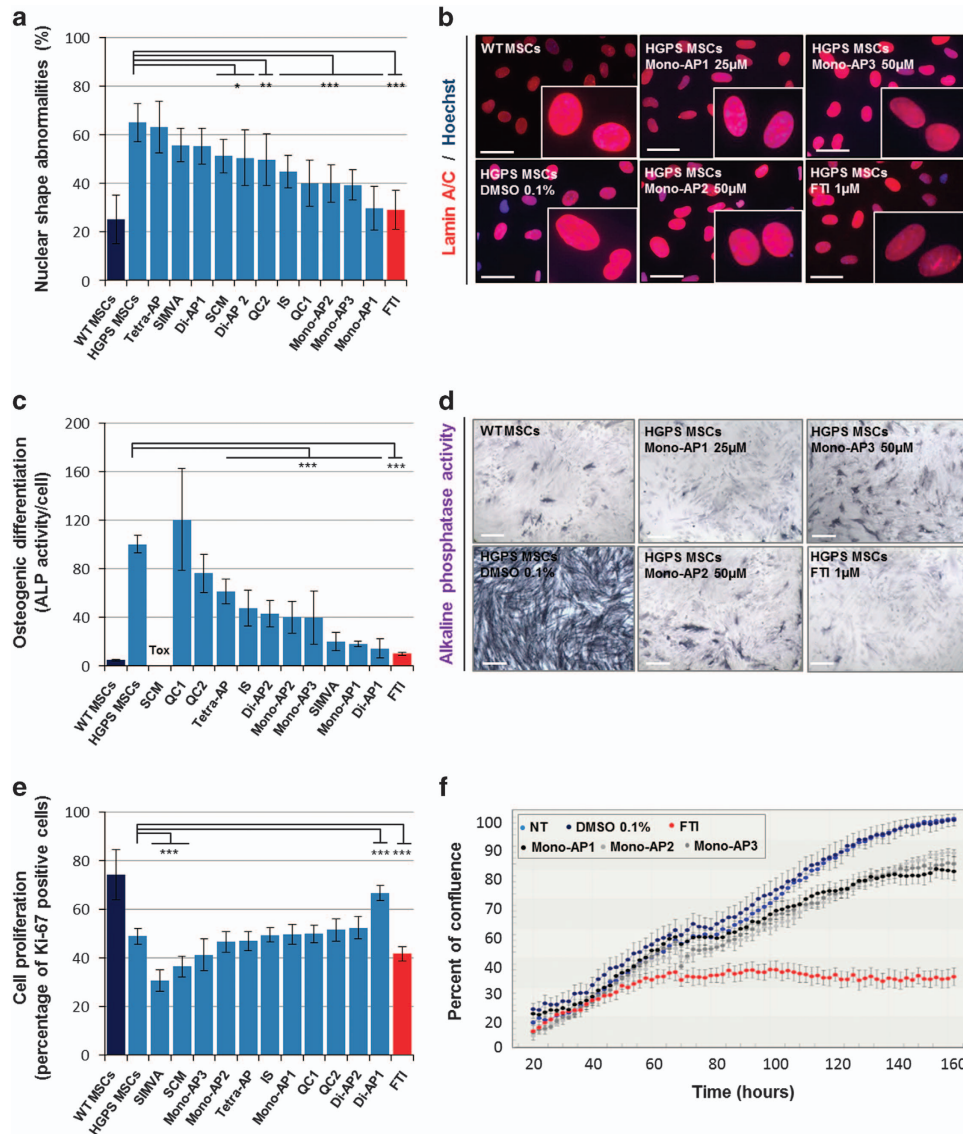 a
Nuclear shape abnormalities (%)
100
80
60
40
20
0
* ** *** ***
WT MSCs
HGPS MSCs
Tetra-AP
SIMVA
Di-AP1
SCM
Di-AP 2
QC2
IS
QC1
Mono-AP2
Mono-AP3
Mono-AP1
FTI
b
Lamin A/C / Hoechst
WT MSCs
HGPS MSCs
Mono-AP1 25µM
HGPS MSCs
Mono-AP3 50µM
HGPS MSCs
DMSO 0.1%
HGPS MSCs
Mono-AP2 50µM
HGPS MSCs
FTI 1µM
c
Osteogenic differentiation
(ALP activity/cell)
200
160
120
80
40
0
*** ***
Tox
WT MSCs
HGPS MSCs
SCM
QC1
QC2
Tetra-AP
IS
Di-AP2
Mono-AP2
Mono-AP3
SIMVA
Mono-AP1
Di-AP1
FTI
d
Alkaline phosphatase activity
WT MSCs
HGPS MSCs
Mono-AP1 25µM
HGPS MSCs
Mono-AP3 50µM
HGPS MSCs
DMSO 0.1%
HGPS MSCs
Mono-AP2 50µM
HGPS MSCs
FTI 1µM
e
Cell proliferation
(percentage of Ki-67 positive cells)
100
80
60
40
20
0
*** *** ***
WT MSCs
HGPS MSCs
SIMVA
SCM
Mono-AP3
Mono-AP2
Tetra-AP
IS
Mono-AP1
QC1
QC2
Di-AP2
Di-AP1
FTI
f
Percent of confluence
100
90
80
70
60
40
30
20
0
NT DMSO 0.1% FTI
Mono-AP1 Mono-AP2 Mono-AP3
20 40 60 80 100 120 140 160
Time (hours)